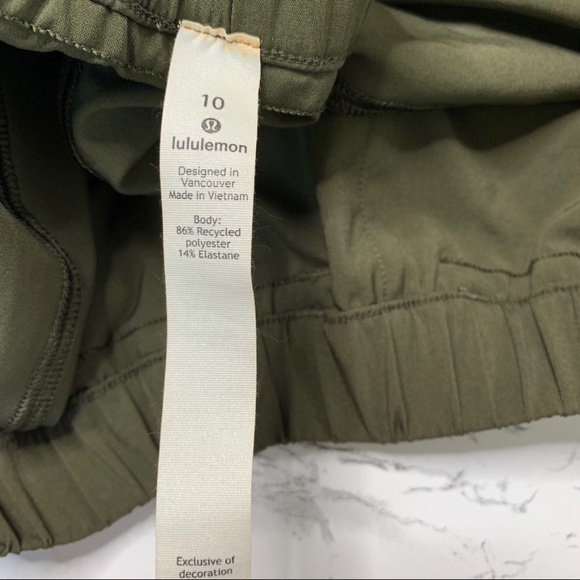 10
lululemon
Designed in
Vancouver
Made in Vietnam
Body:
86% Recycled
polyester
14% Elastane
Exclusive of
decoration